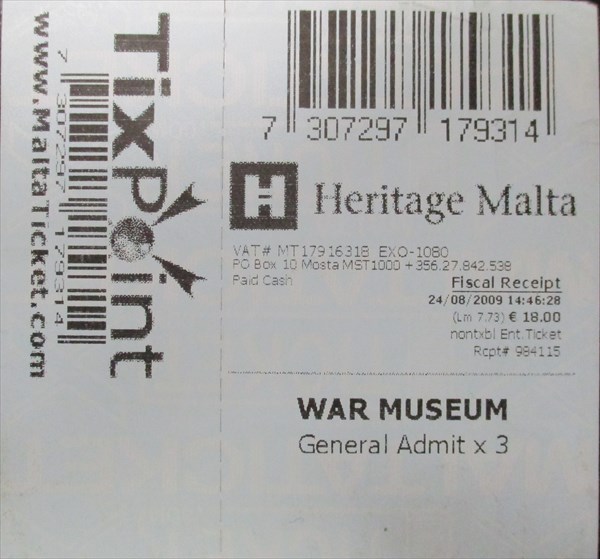 TixPoint
7 307297 179314
www.MaltaTicket.com
7 307297 179314
H Heritage Malta
VAT# MT17916318 EXO-1080
PO Box 10 Mosta MST1000 +356.27.842.538
Paid Cash
Fiscal Receipt
24/08/2009 14:46:28
(Lm 7.73) € 18.00
nontxbl Ent.Ticket
Rcpt# 984115
WAR MUSEUM
General Admit x 3